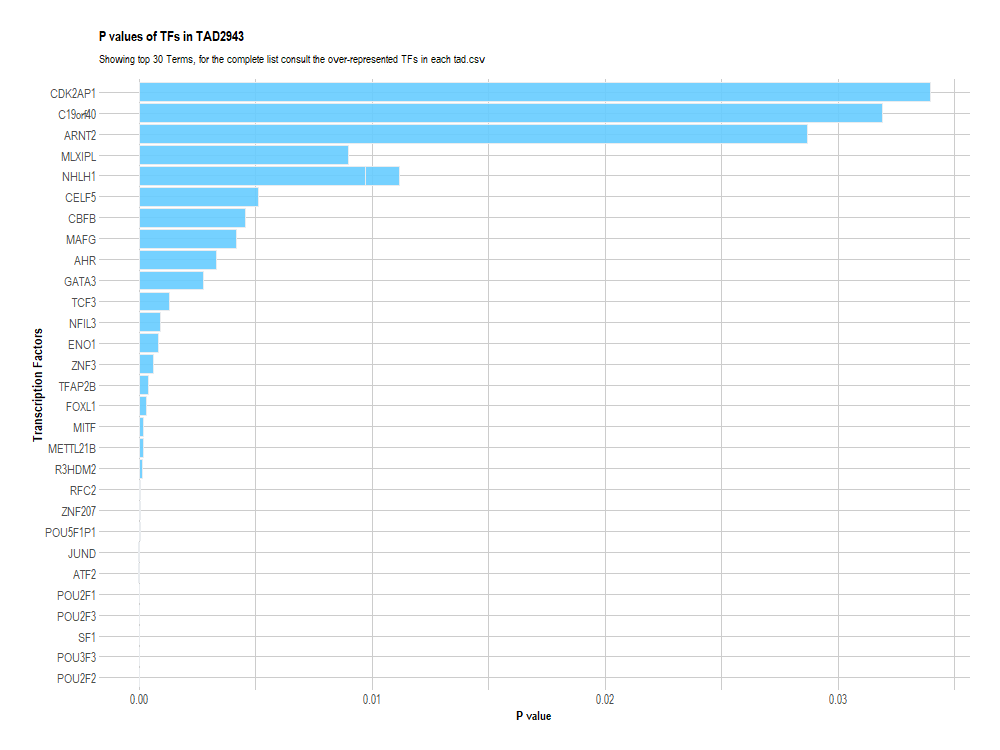 P values of TFs in TAD2943
Showing top 30 Terms, for the complete list consult the over-represented TFs in each tad.csv
CDK2AP1
C19orf40
ARNT2
MLXIPL
NHLH1
CELF5
CBFB
MAFG
AHR
GATA3
TCF3
NFIL3
ENO1
ZNF3
TFAP2B
FOXL1
MITF
METTL21B
R3HDM2
RFC2
ZNF207
POU5F1P1
JUND
ATF2
POU2F1
POU2F3
SF1
POU3F3
POU2F2
Transcription Factors
0.00 0.01 0.02 0.03
P value